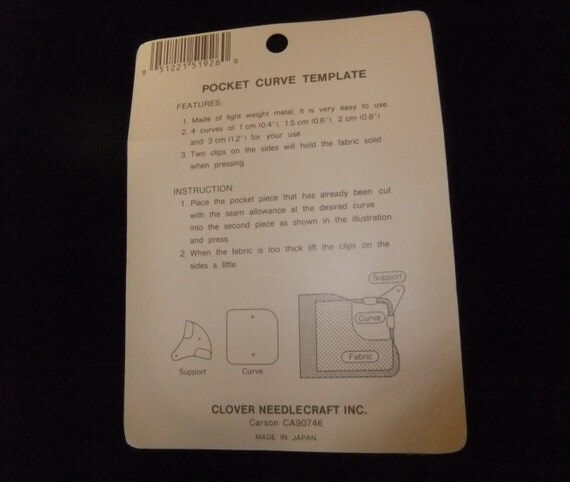 9 51221 51926 0
POCKET CURVE TEMPLATE
FEATURES:
1. Made of light weight metal, it is very easy to use
2. 4 curves of 1 cm (0.4"), 1.5 cm (0.6"), 2 cm (0.8")
and 3 cm (1.2") for your use
3. Two clips on the sides will hold the fabric solid
when pressing.
INSTRUCTION:
1. Place the pocket piece that has already been cut
with the seam allowance at the desired curve
into the second piece as shown in the illustration
and press.
2. When the fabric is too thick lift the clips on the
sides a little.
Support
Curve
Fabric
Support
Curve
CLOVER NEEDLECRAFT INC.
Carson CA90746
MADE IN JAPAN